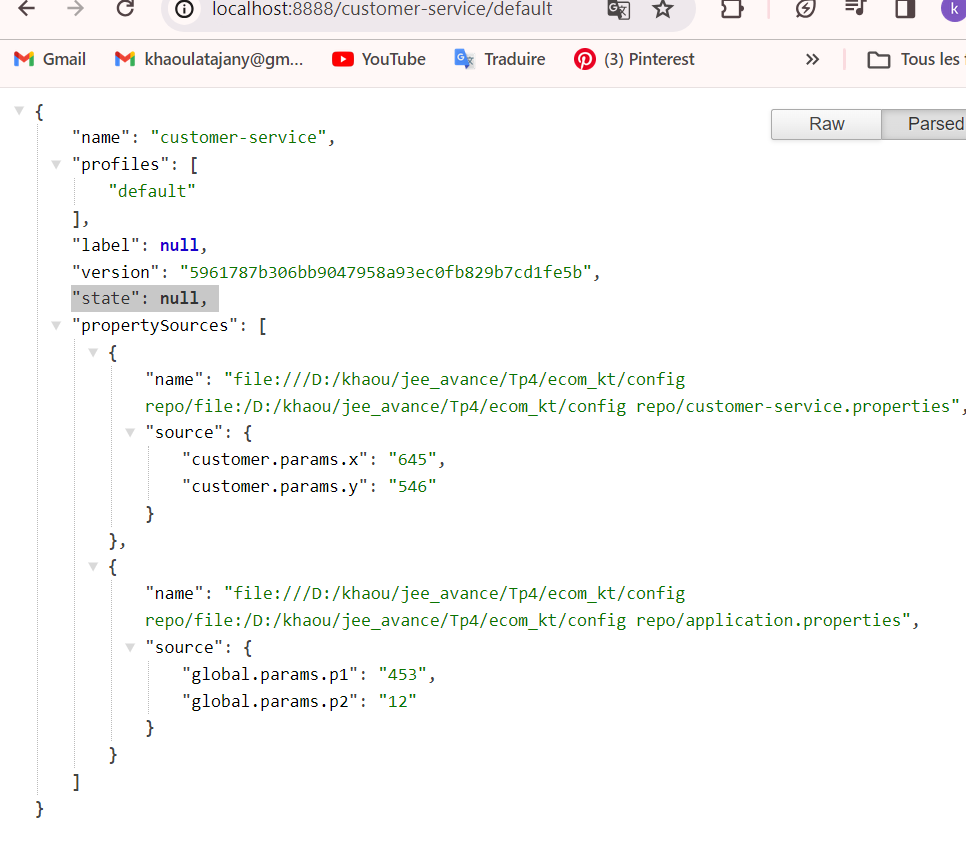 localhost:8888/customer-service/default
k
Gmail khaoulatajany@gm... YouTube Traduire (3) Pinterest » Tous les
Raw Parsed
{
"name": "customer-service",
"profiles": [
"default"
],
"label": null,
"version": "5961787b306bb9047958a93ec0fb829b7cd1fe5b",
"state": null,
"propertySources": [
{
"name": "file:///D:/khaou/jee_avance/Tp4/ecom_kt/config
repo/file:/D:/khaou/jee_avance/Tp4/ecom_kt/config repo/customer-service.properties",
"source": {
"customer.params.x": "645",
"customer.params.y": "546"
}
},
{
"name": "file:///D:/khaou/jee_avance/Tp4/ecom_kt/config
repo/file:/D:/khaou/jee_avance/Tp4/ecom_kt/config repo/application.properties",
"source": {
"global.params.p1": "453",
"global.params.p2": "12"
}
}
]
}